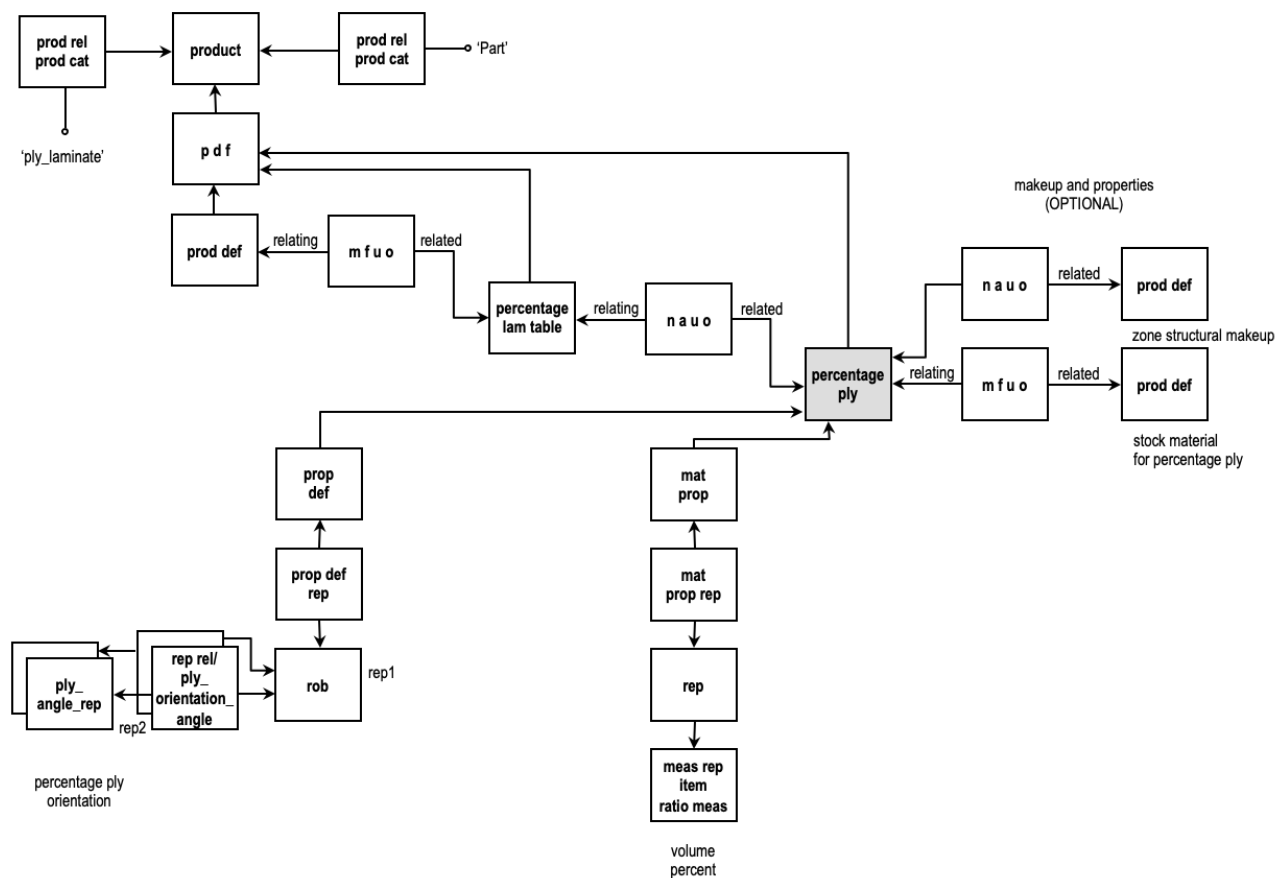 prod rel
prod cat
product
prod rel
prod cat
'Part'
'ply_laminate'
p d f
makeup and properties
(OPTIONAL)
prod def
relating
m f u o
related
percentage
lam table
relating
n a u o
related
n a u o
related
prod def
zone structural makeup
percentage
ply
relating
m f u o
related
prod def
stock material
for percentage ply
prop
def
mat
prop
prop def
rep
mat
prop rep
ply_
angle_rep
rep2
rep rel/
ply_
orientation_
angle
rob
rep1
rep
percentage ply
orientation
meas rep
item
ratio meas
volume
percent